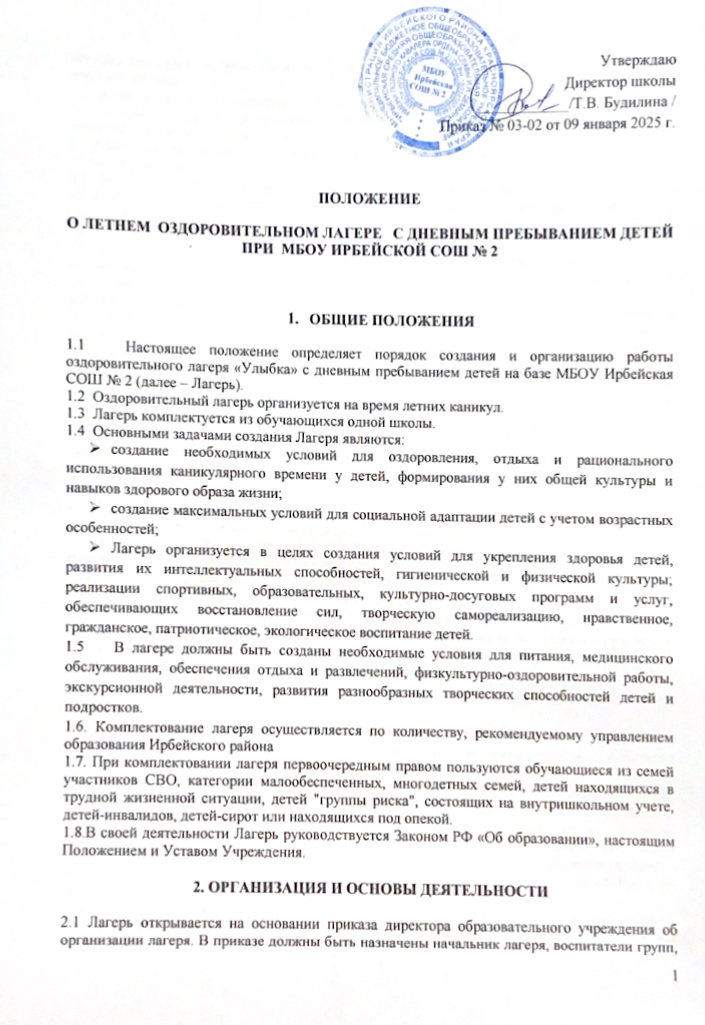 МБОУ
Ирбейская
СОШ № 2
Утверждаю
Директор школы
/Т.В. Будилина /
Приказ № 03-02 от 09 января 2025 г.
ПОЛОЖЕНИЕ
О ЛЕТНЕМ ОЗДОРОВИТЕЛЬНОМ ЛАГЕРЕ С ДНЕВНЫМ ПРЕБЫВАНИЕМ ДЕТЕЙ
ПРИ МБОУ ИРБЕЙСКОЙ СОШ № 2
1. ОБЩИЕ ПОЛОЖЕНИЯ
1.1 Настоящее положение определяет порядок создания и организацию работы
оздоровительного лагеря «Улыбка» с дневным пребыванием детей на базе МБОУ Ирбейская
СОШ № 2 (далее – Лагерь).
1.2 Оздоровительный лагерь организуется на время летних каникул.
1.3 Лагерь комплектуется из обучающихся одной школы.
1.4 Основными задачами создания Лагеря являются:
➢ создание необходимых условий для оздоровления, отдыха и рационального
использования каникулярного времени у детей, формирования у них общей культуры и
навыков здорового образа жизни;
➢ создание максимальных условий для социальной адаптации детей с учетом возрастных
особенностей;
➢ Лагерь организуется в целях создания условий для укрепления здоровья детей,
развития их интеллектуальных способностей, гигиенической и физической культуры;
реализации спортивных, образовательных, культурно-досуговых программ и услуг,
обеспечивающих восстановление сил, творческую самореализацию, нравственное,
гражданское, патриотическое, экологическое воспитание детей.
1.5 В лагере должны быть созданы необходимые условия для питания, медицинского
обслуживания, обеспечения отдыха и развлечений, физкультурно-оздоровительной работы,
экскурсионной деятельности, развития разнообразных творческих способностей детей и
подростков.
1.6. Комплектование лагеря осуществляется по количеству, рекомендуемому управлением
образования Ирбейского района
1.7. При комплектовании лагеря первоочередным правом пользуются обучающиеся из семей
участников СВО, категории малообеспеченных, многодетных семей, детей находящихся в
трудной жизненной ситуации, детей "группы риска", состоящих на внутришкольном учете,
детей-инвалидов, детей-сирот или находящихся под опекой.
1.8.В своей деятельности Лагерь руководствуется Законом РФ «Об образовании», настоящим
Положением и Уставом Учреждения.
2. ОРГАНИЗАЦИЯ И ОСНОВЫ ДЕЯТЕЛЬНОСТИ
2.1 Лагерь открывается на основании приказа директора образовательного учреждения об
организации лагеря. В приказе должны быть назначены начальник лагеря, воспитатели групп,
1